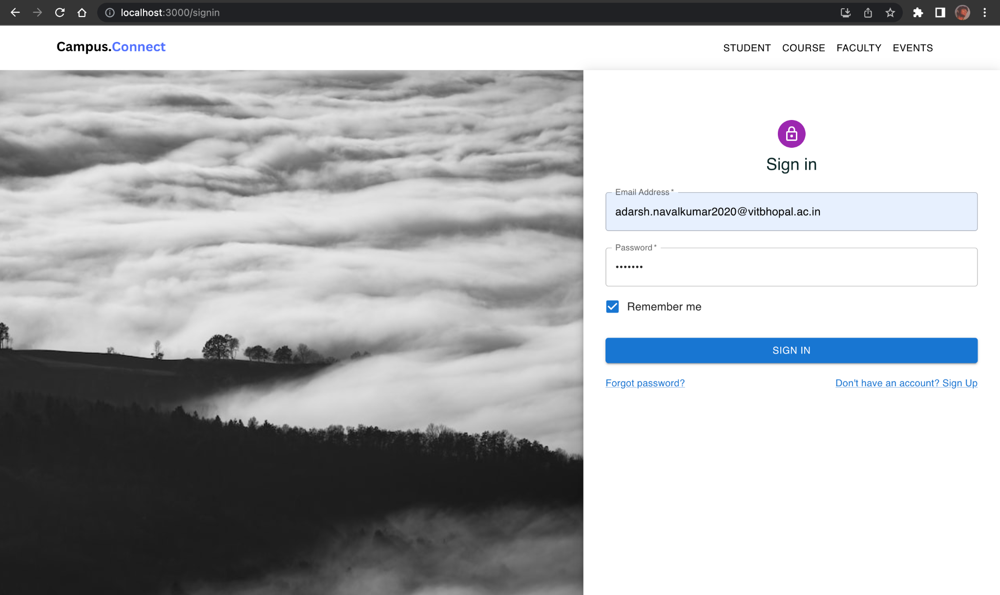 localhost:3000/signin
Campus.Connect
STUDENT COURSE FACULTY EVENTS
Sign in
Email Address *
adarsh.navalkumar2020@vitbhopal.ac.in
Password *
•••••••
Remember me
SIGN IN
Forgot password? Don't have an account? Sign Up